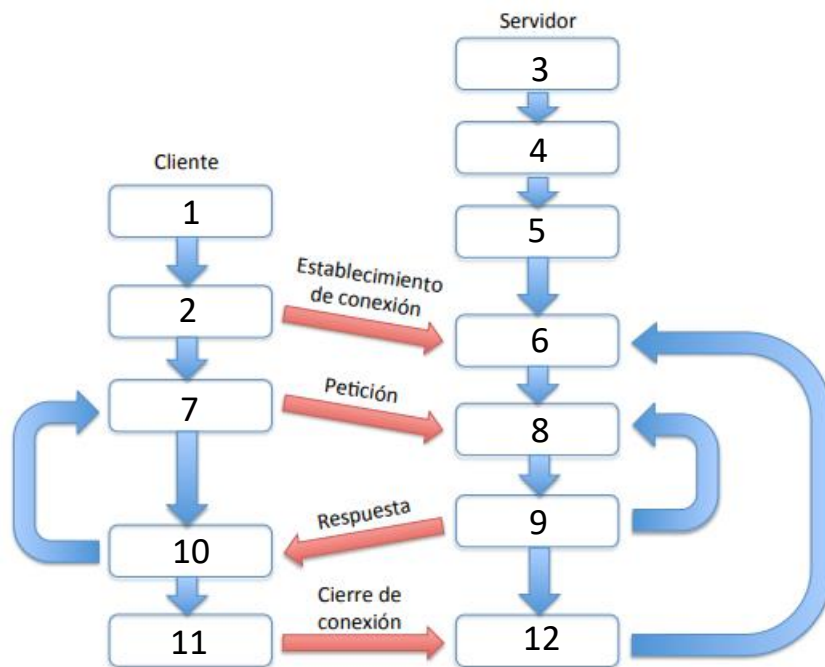 Servidor
3
4
Cliente
1
5
Establecimiento
de conexión
2
6
Petición
7
8
Respuesta
9
10
Cierre de
conexión
11
12